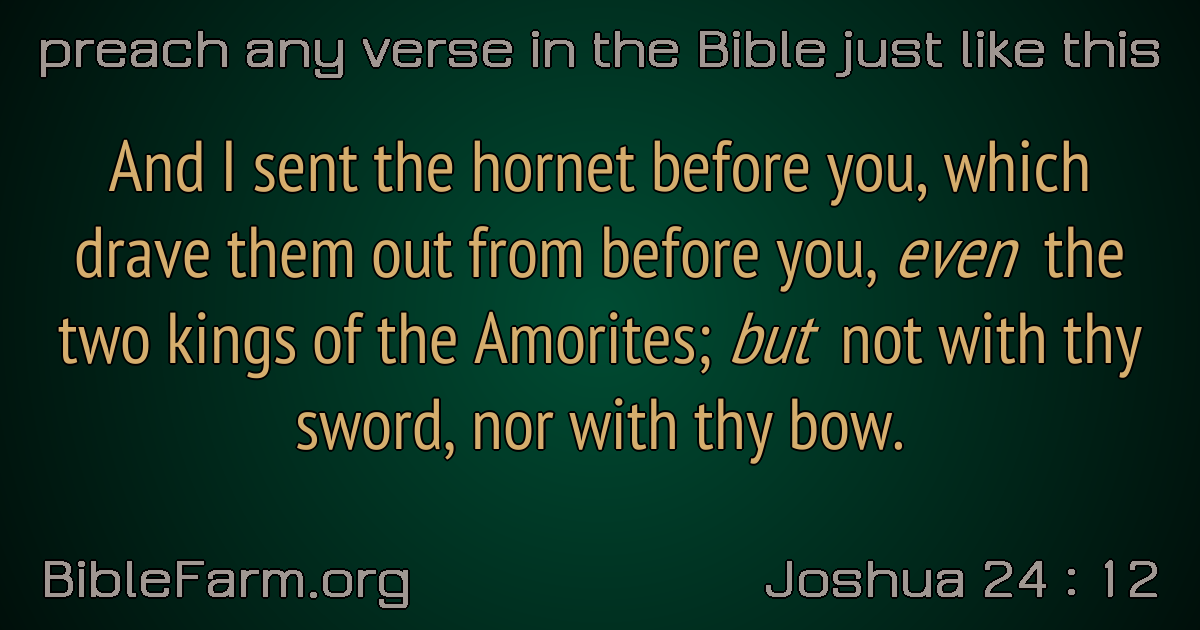 preach any verse in the Bible just like this
And I sent the hornet before you, which
drave them out from before you, even the
two kings of the Amorites; but not with thy
sword, nor with thy bow.
BibleFarm.org
Joshua 24 : 12